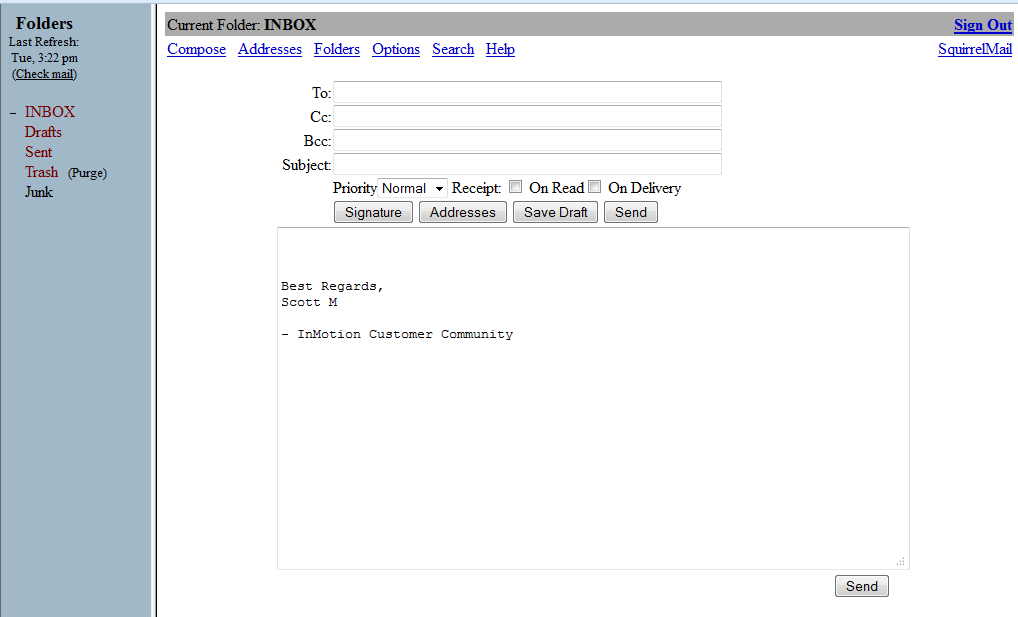 Folders
Last Refresh:
Tue, 3:22 pm
(Check mail)
– INBOX
Drafts
Sent
Trash (Purge)
Junk
Current Folder: INBOX Sign Out
Compose Addresses Folders Options Search Help SquirrelMail
To:
Cc:
Bcc:
Subject:
Priority Normal Receipt: On Read On Delivery
Signature Addresses Save Draft Send
Best Regards,
Scott M
– InMotion Customer Community
Send